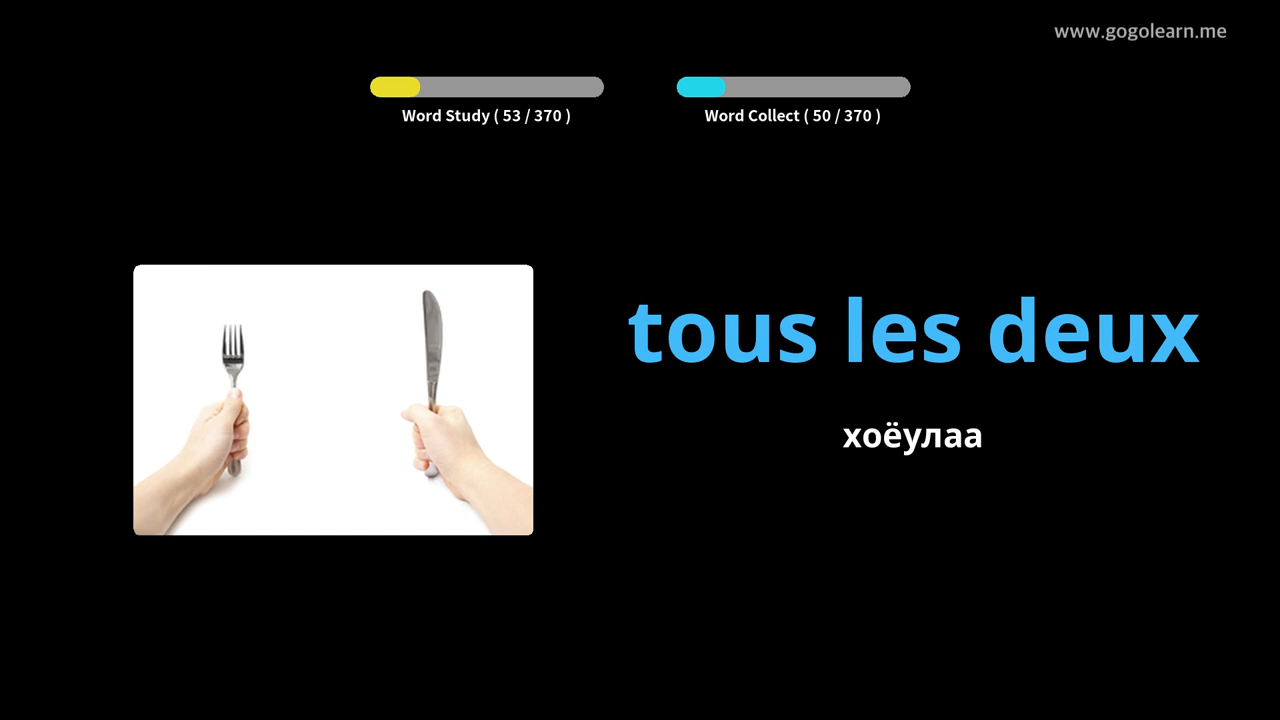 www.gogolearn.me
Word Study ( 53 / 370 )
Word Collect ( 50 / 370 )
tous les deux
хоёулаа